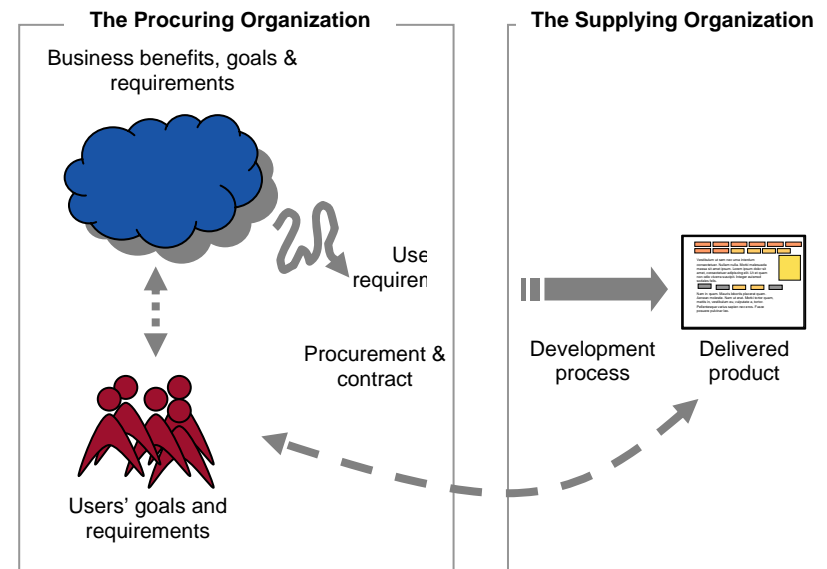 The Procuring Organization
The Supplying Organization
Business benefits, goals &
requirements
Use
requirem
Procurement &
contract
Development
process
Delivered
product
Users’ goals and
requirements